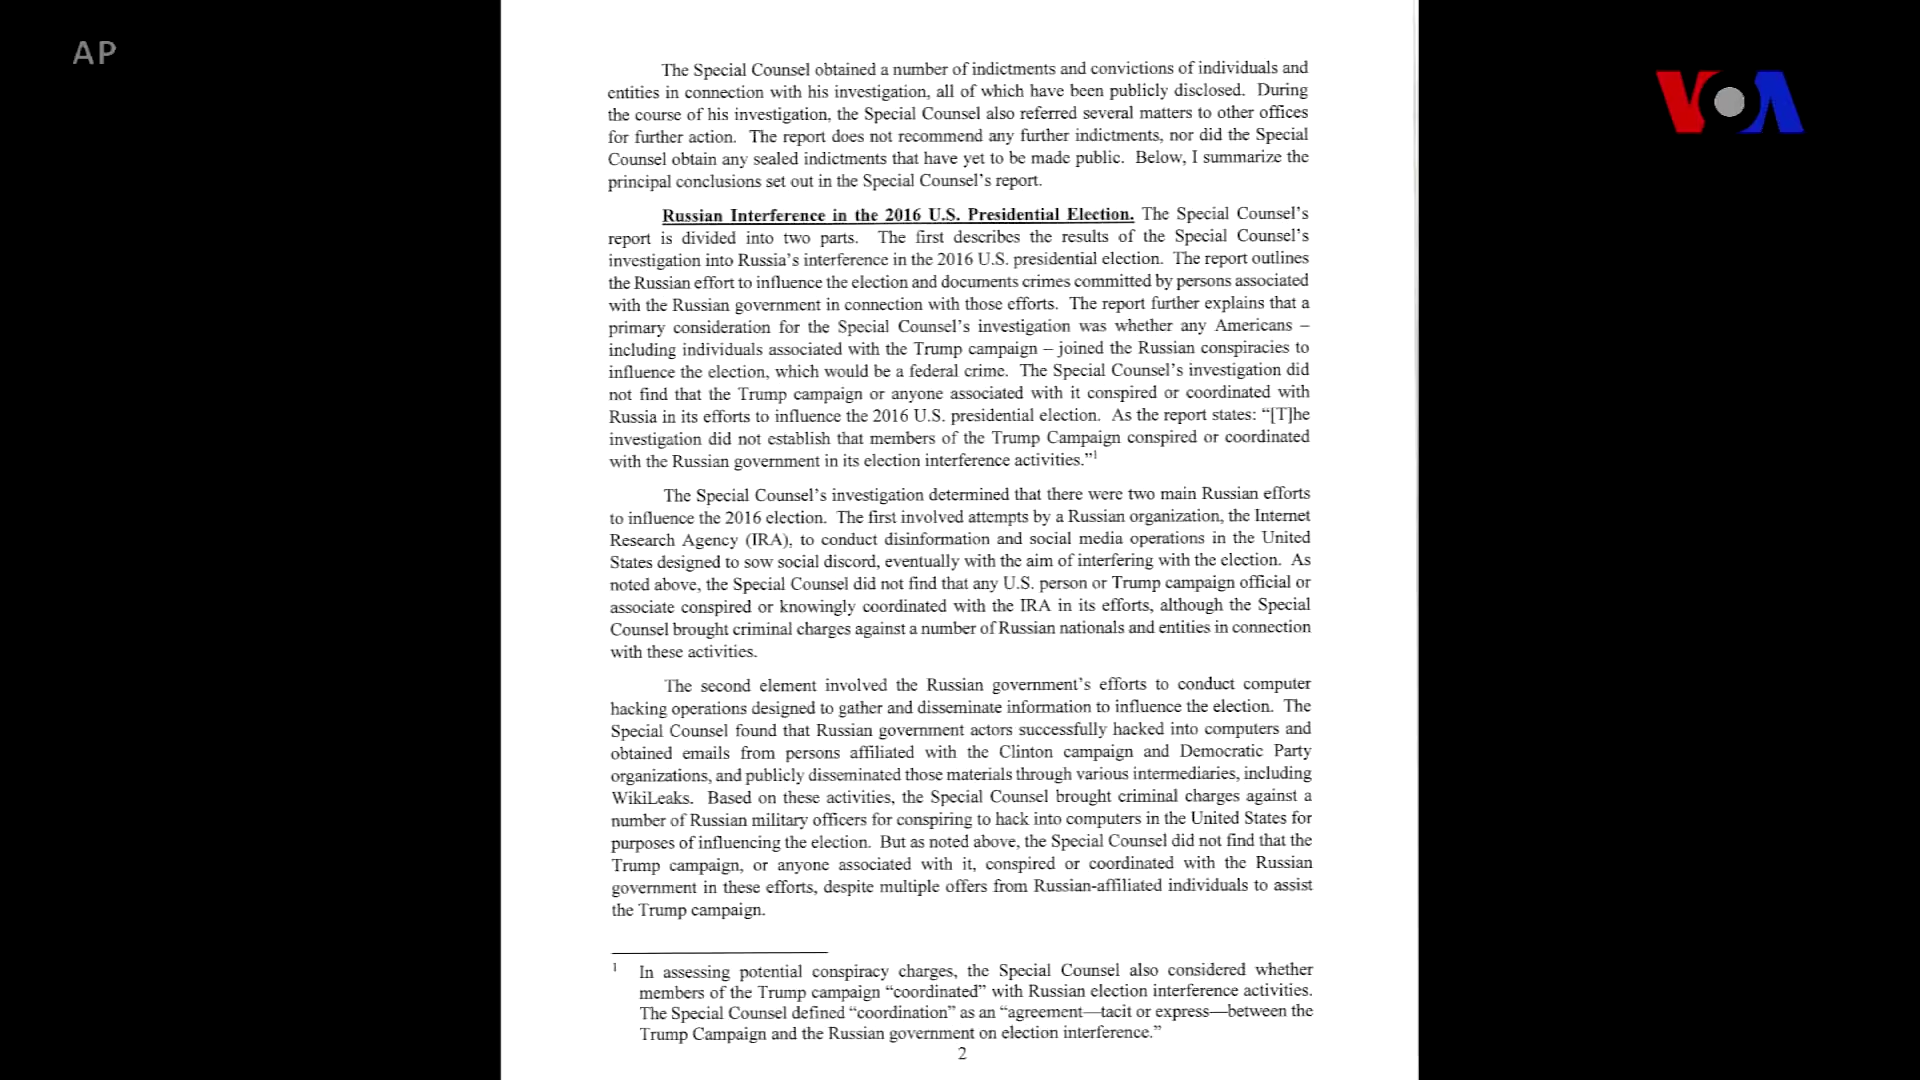 AP
VOA
The Special Counsel obtained a number of indictments and convictions of individuals and
entities in connection with his investigation, all of which have been publicly disclosed. During
the course of his investigation, the Special Counsel also referred several matters to other offices
for further action. The report does not recommend any further indictments, nor did the Special
Counsel obtain any sealed indictments that have yet to be made public. Below, I summarize the
principal conclusions set out in the Special Counsel's report.
Russian Interference in the 2016 U.S. Presidential Election. The Special Counsel's
report is divided into two parts. The first describes the results of the Special Counsel's
investigation into Russia's interference in the 2016 U.S. presidential election. The report outlines
the Russian effort to influence the election and documents crimes committed by persons associated
with the Russian government in connection with those efforts. The report further explains that a
primary consideration for the Special Counsel's investigation was whether any Americans –
including individuals associated with the Trump campaign – joined the Russian conspiracies to
influence the election, which would be a federal crime. The Special Counsel's investigation did
not find that the Trump campaign or anyone associated with it conspired or coordinated with
Russia in its efforts to influence the 2016 U.S. presidential election. As the report states: "[T]he
investigation did not establish that members of the Trump Campaign conspired or coordinated
with the Russian government in its election interference activities."1
The Special Counsel's investigation determined that there were two main Russian efforts
to influence the 2016 election. The first involved attempts by a Russian organization, the Internet
Research Agency (IRA), to conduct disinformation and social media operations in the United
States designed to sow social discord, eventually with the aim of interfering with the election. As
noted above, the Special Counsel did not find that any U.S. person or Trump campaign official or
associate conspired or knowingly coordinated with the IRA in its efforts, although the Special
Counsel brought criminal charges against a number of Russian nationals and entities in connection
with these activities.
The second element involved the Russian government's efforts to conduct computer
hacking operations designed to gather and disseminate information to influence the election. The
Special Counsel found that Russian government actors successfully hacked into computers and
obtained emails from persons affiliated with the Clinton campaign and Democratic Party
organizations, and publicly disseminated those materials through various intermediaries, including
WikiLeaks. Based on these activities, the Special Counsel brought criminal charges against a
number of Russian military officers for conspiring to hack into computers in the United States for
purposes of influencing the election. But as noted above, the Special Counsel did not find that the
Trump campaign, or anyone associated with it, conspired or coordinated with the Russian
government in these efforts, despite multiple offers from Russian-affiliated individuals to assist
the Trump campaign.
1 In assessing potential conspiracy charges, the Special Counsel also considered whether
members of the Trump campaign "coordinated" with Russian election interference activities.
The Special Counsel defined "coordination" as an "agreement—tacit or express—between the
Trump Campaign and the Russian government on election interference."
2